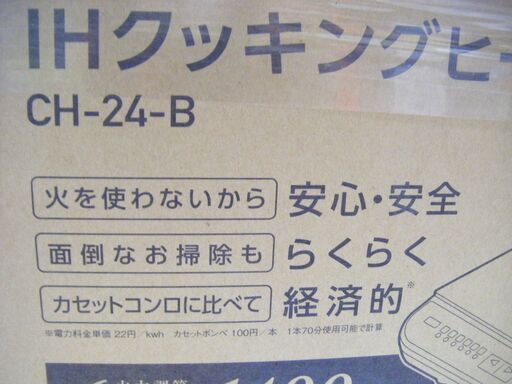 IHクッキングヒー
CH-24-B
火を使わないから 安心・安全
面倒なお掃除も らくらく
カセットコンロに比べて 経済的※
※電力料金単価 22円／kwh カセットボンベ 100円／本 1本70分使用可能で計算